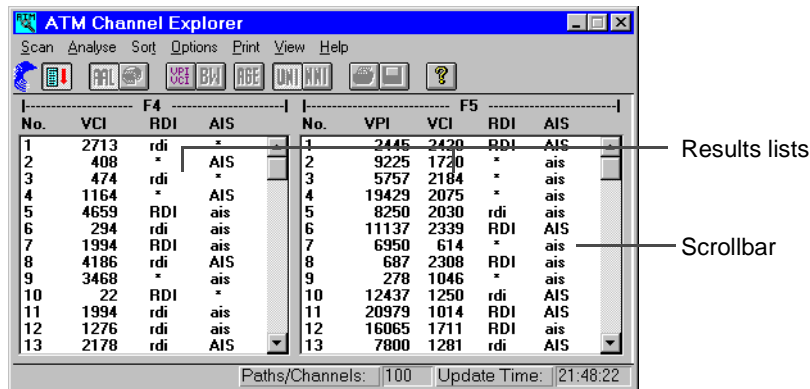 ATM Channel Explorer
Scan Analyse Sort Options Print View Help
AAL VPI VCI BW AGE UNI NNI ?
|---------------- F4 ----------------| |---------------------- F5 ----------------------|
No. VCI RDI AIS No. VPI VCI RDI AIS
1 2713 rdi * 1 2445 2420 RDI AIS
2 408 * AIS 2 9225 1720 * ais
3 474 rdi * 3 5757 2184 * ais
4 1164 * AIS 4 19429 2075 * ais
5 4659 RDI ais 5 8250 2030 rdi ais
6 294 rdi ais 6 11137 2339 RDI AIS
7 1994 RDI ais 7 6950 614 * ais
8 4186 rdi AIS 8 687 2308 RDI ais
9 3468 * ais 9 278 1046 * ais
10 22 RDI * 10 12437 1250 rdi AIS
11 1994 rdi ais 11 20979 1014 RDI AIS
12 1276 rdi ais 12 16065 1711 RDI ais
13 2178 rdi AIS 13 7800 1281 rdi AIS
Paths/Channels: 100 Update Time: 21:48:22
Results lists
Scrollbar